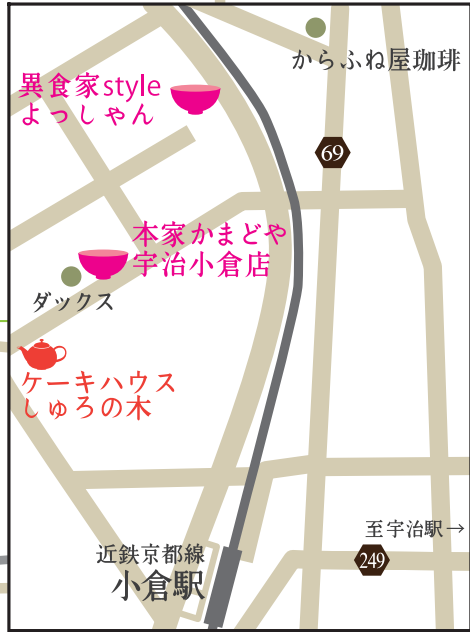 からふね屋珈琲
異食家style
よっしゃん
69
本家かまどや
宇治小倉店
ダックス
ケーキハウス
しゅろの木
至宇治駅→
近鉄京都線
小倉駅
249